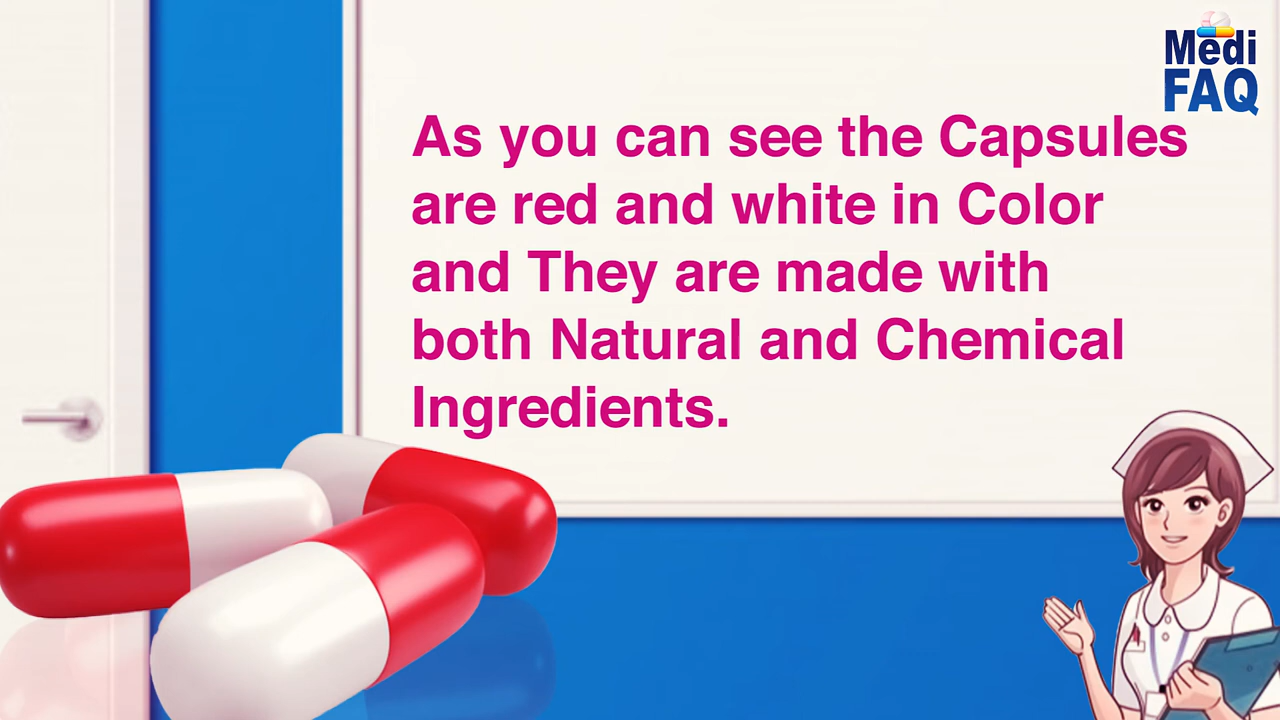 Medi
FAQ
As you can see the Capsules
are red and white in Color
and They are made with
both Natural and Chemical
Ingredients.